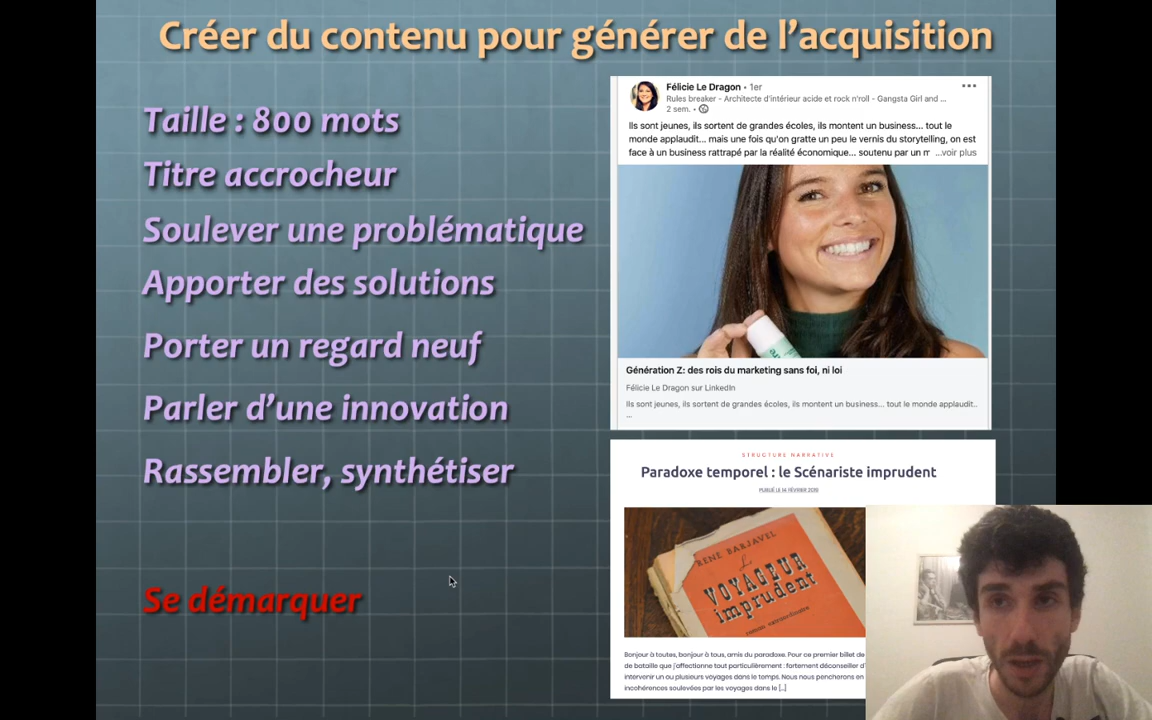 Créer du contenu pour générer de l'acquisition
Taille : 800 mots
Titre accrocheur
Soulever une problématique
Apporter des solutions
Porter un regard neuf
Parler d'une innovation
Rassembler, synthétiser
Se démarquer
Félicie Le Dragon • 1er
Rules breaker - Architecte d'intérieur acide et rock n'roll - Gangsta Girl and ...
2 sem. •
Ils sont jeunes, ils sortent de grandes écoles, ils montent un business... tout le
monde applaudit... mais une fois qu'on gratte un peu le vernis du storytelling, on est
face à un business rattrapé par la réalité économique... soutenu par un m ...voir plus
Génération Z: des rois du marketing sans foi, ni loi
Félicie Le Dragon sur LinkedIn
Ils sont jeunes, ils sortent de grandes écoles, ils montent un business... tout le monde applaudit..
...
STRUCTURE NARRATIVE
Paradoxe temporel : le Scénariste imprudent
PUBLIÉ LE 14 FÉVRIER 2019
RENÉ BARJAVEL
Le
VOYAGEUR
imprudent
Bonjour à toutes, bonjour à tous, amis du paradoxe. Pour ce premier billet de
de bataille que j'affectionne tout particulièrement : fortement déconseiller d'
intervenir un ou plusieurs voyages dans le temps. Nous nous pencherons en
incohérences soulevées par les voyages dans le [...]